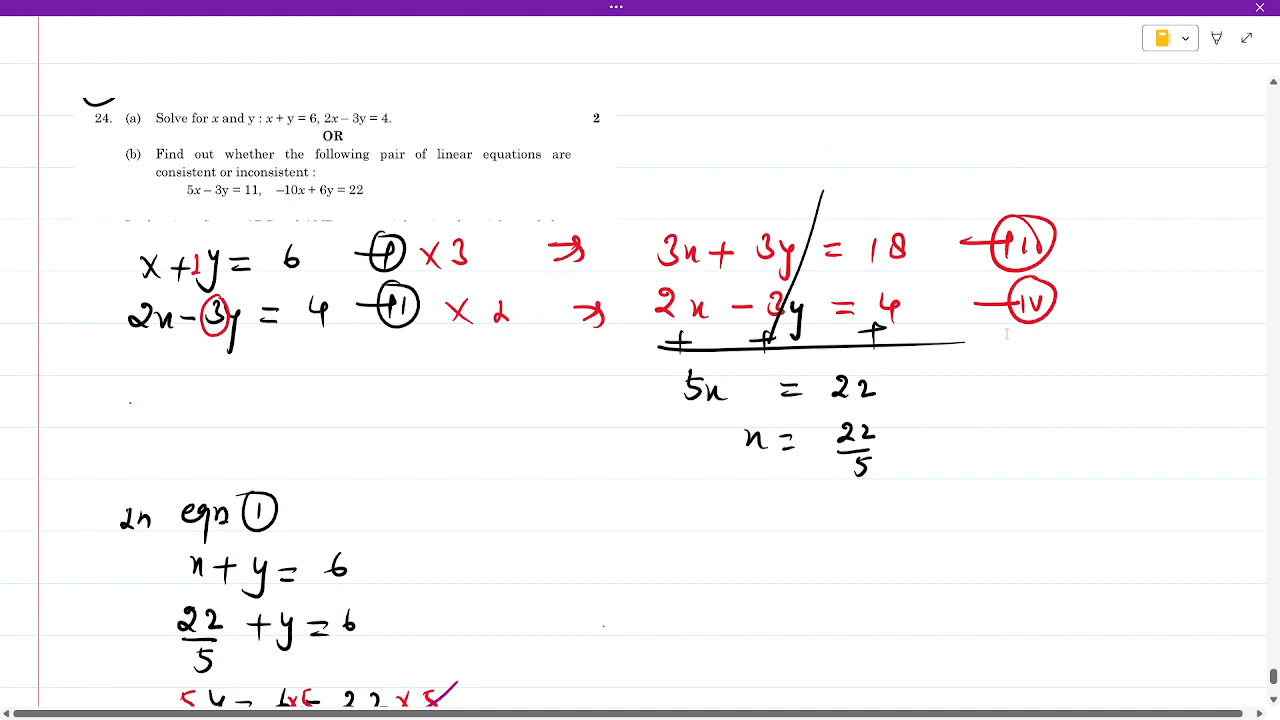 24. (a) Solve for x and y : x + y = 6, 2x – 3y = 4. 2
OR
(b) Find out whether the following pair of linear equations are
consistent or inconsistent :
5x – 3y = 11, –10x + 6y = 22
x + 1y = 6 — I × 3 ⇒ 3x + 3y = 18 — III
2x – 3y = 4 — II × 2 ⇒ 2x – 3y = 4 — IV
+ + +
5x = 22
x = 22/5
In eqn 1
x + y = 6
22/5 + y = 6